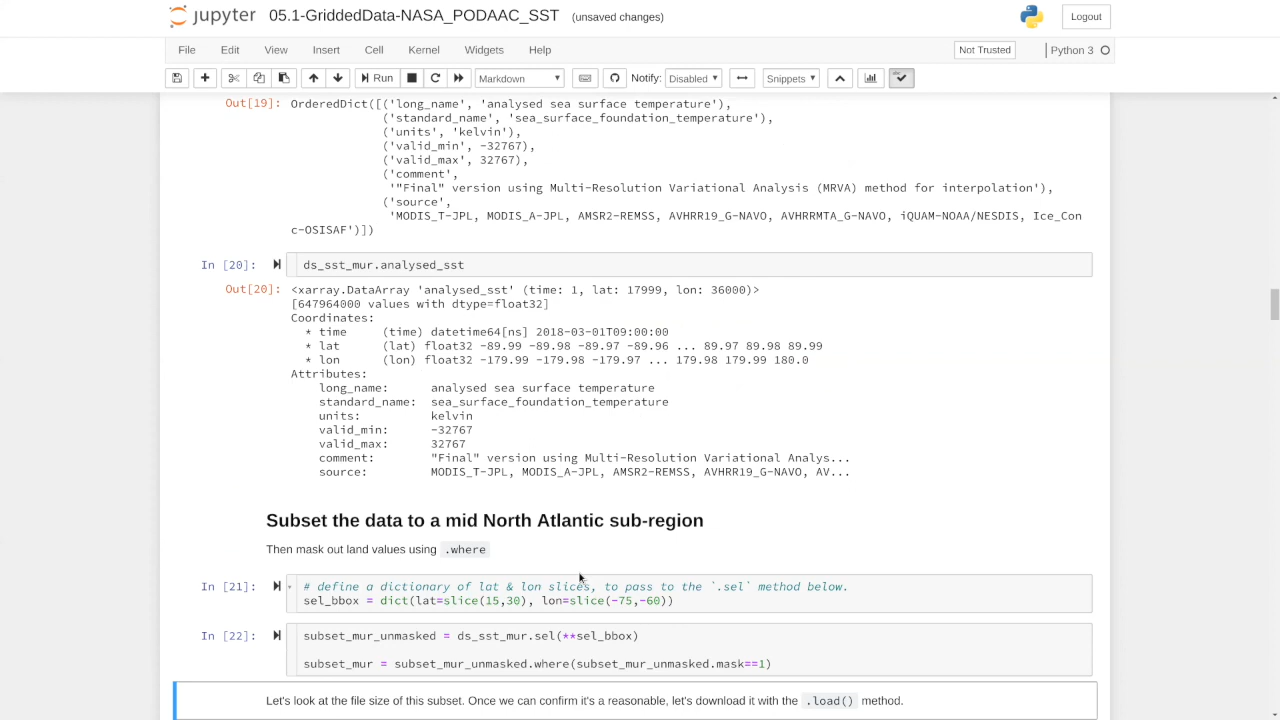 jupyter 05.1-GriddedData-NASA_PODAAC_SST (unsaved changes) Logout
File Edit View Insert Cell Kernel Widgets Help Not Trusted Python 3
Run Markdown Notify: Disabled Snippets
Out[19]: OrderedDict([('long_name', 'analysed sea surface temperature'),
('standard_name', 'sea_surface_foundation_temperature'),
('units', 'kelvin'),
('valid_min', -32767),
('valid_max', 32767),
('comment',
'"Final" version using Multi-Resolution Variational Analysis (MRVA) method for interpolation'),
('source',
'MODIS_T-JPL, MODIS_A-JPL, AMSR2-REMSS, AVHRR19_G-NAVO, AVHRRMTA_G-NAVO, iQUAM-NOAA/NESDIS, Ice_Con
c-OSISAF')])
In [20]: ds_sst_mur.analysed_sst
Out[20]: <xarray.DataArray 'analysed_sst' (time: 1, lat: 17999, lon: 36000)>
[647964000 values with dtype=float32]
Coordinates:
* time (time) datetime64[ns] 2018-03-01T09:00:00
* lat (lat) float32 -89.99 -89.98 -89.97 -89.96 ... 89.97 89.98 89.99
* lon (lon) float32 -179.99 -179.98 -179.97 ... 179.98 179.99 180.0
Attributes:
long_name: analysed sea surface temperature
standard_name: sea_surface_foundation_temperature
units: kelvin
valid_min: -32767
valid_max: 32767
comment: "Final" version using Multi-Resolution Variational Analys...
source: MODIS_T-JPL, MODIS_A-JPL, AMSR2-REMSS, AVHRR19_G-NAVO, AV...
Subset the data to a mid North Atlantic sub-region
Then mask out land values using .where
In [21]: # define a dictionary of lat & lon slices, to pass to the `.sel` method below.
sel_bbox = dict(lat=slice(15,30), lon=slice(-75,-60))
In [22]: subset_mur_unmasked = ds_sst_mur.sel(**sel_bbox)
subset_mur = subset_mur_unmasked.where(subset_mur_unmasked.mask==1)
Let's look at the file size of this subset. Once we can confirm it's a reasonable, let's download it with the .load() method.